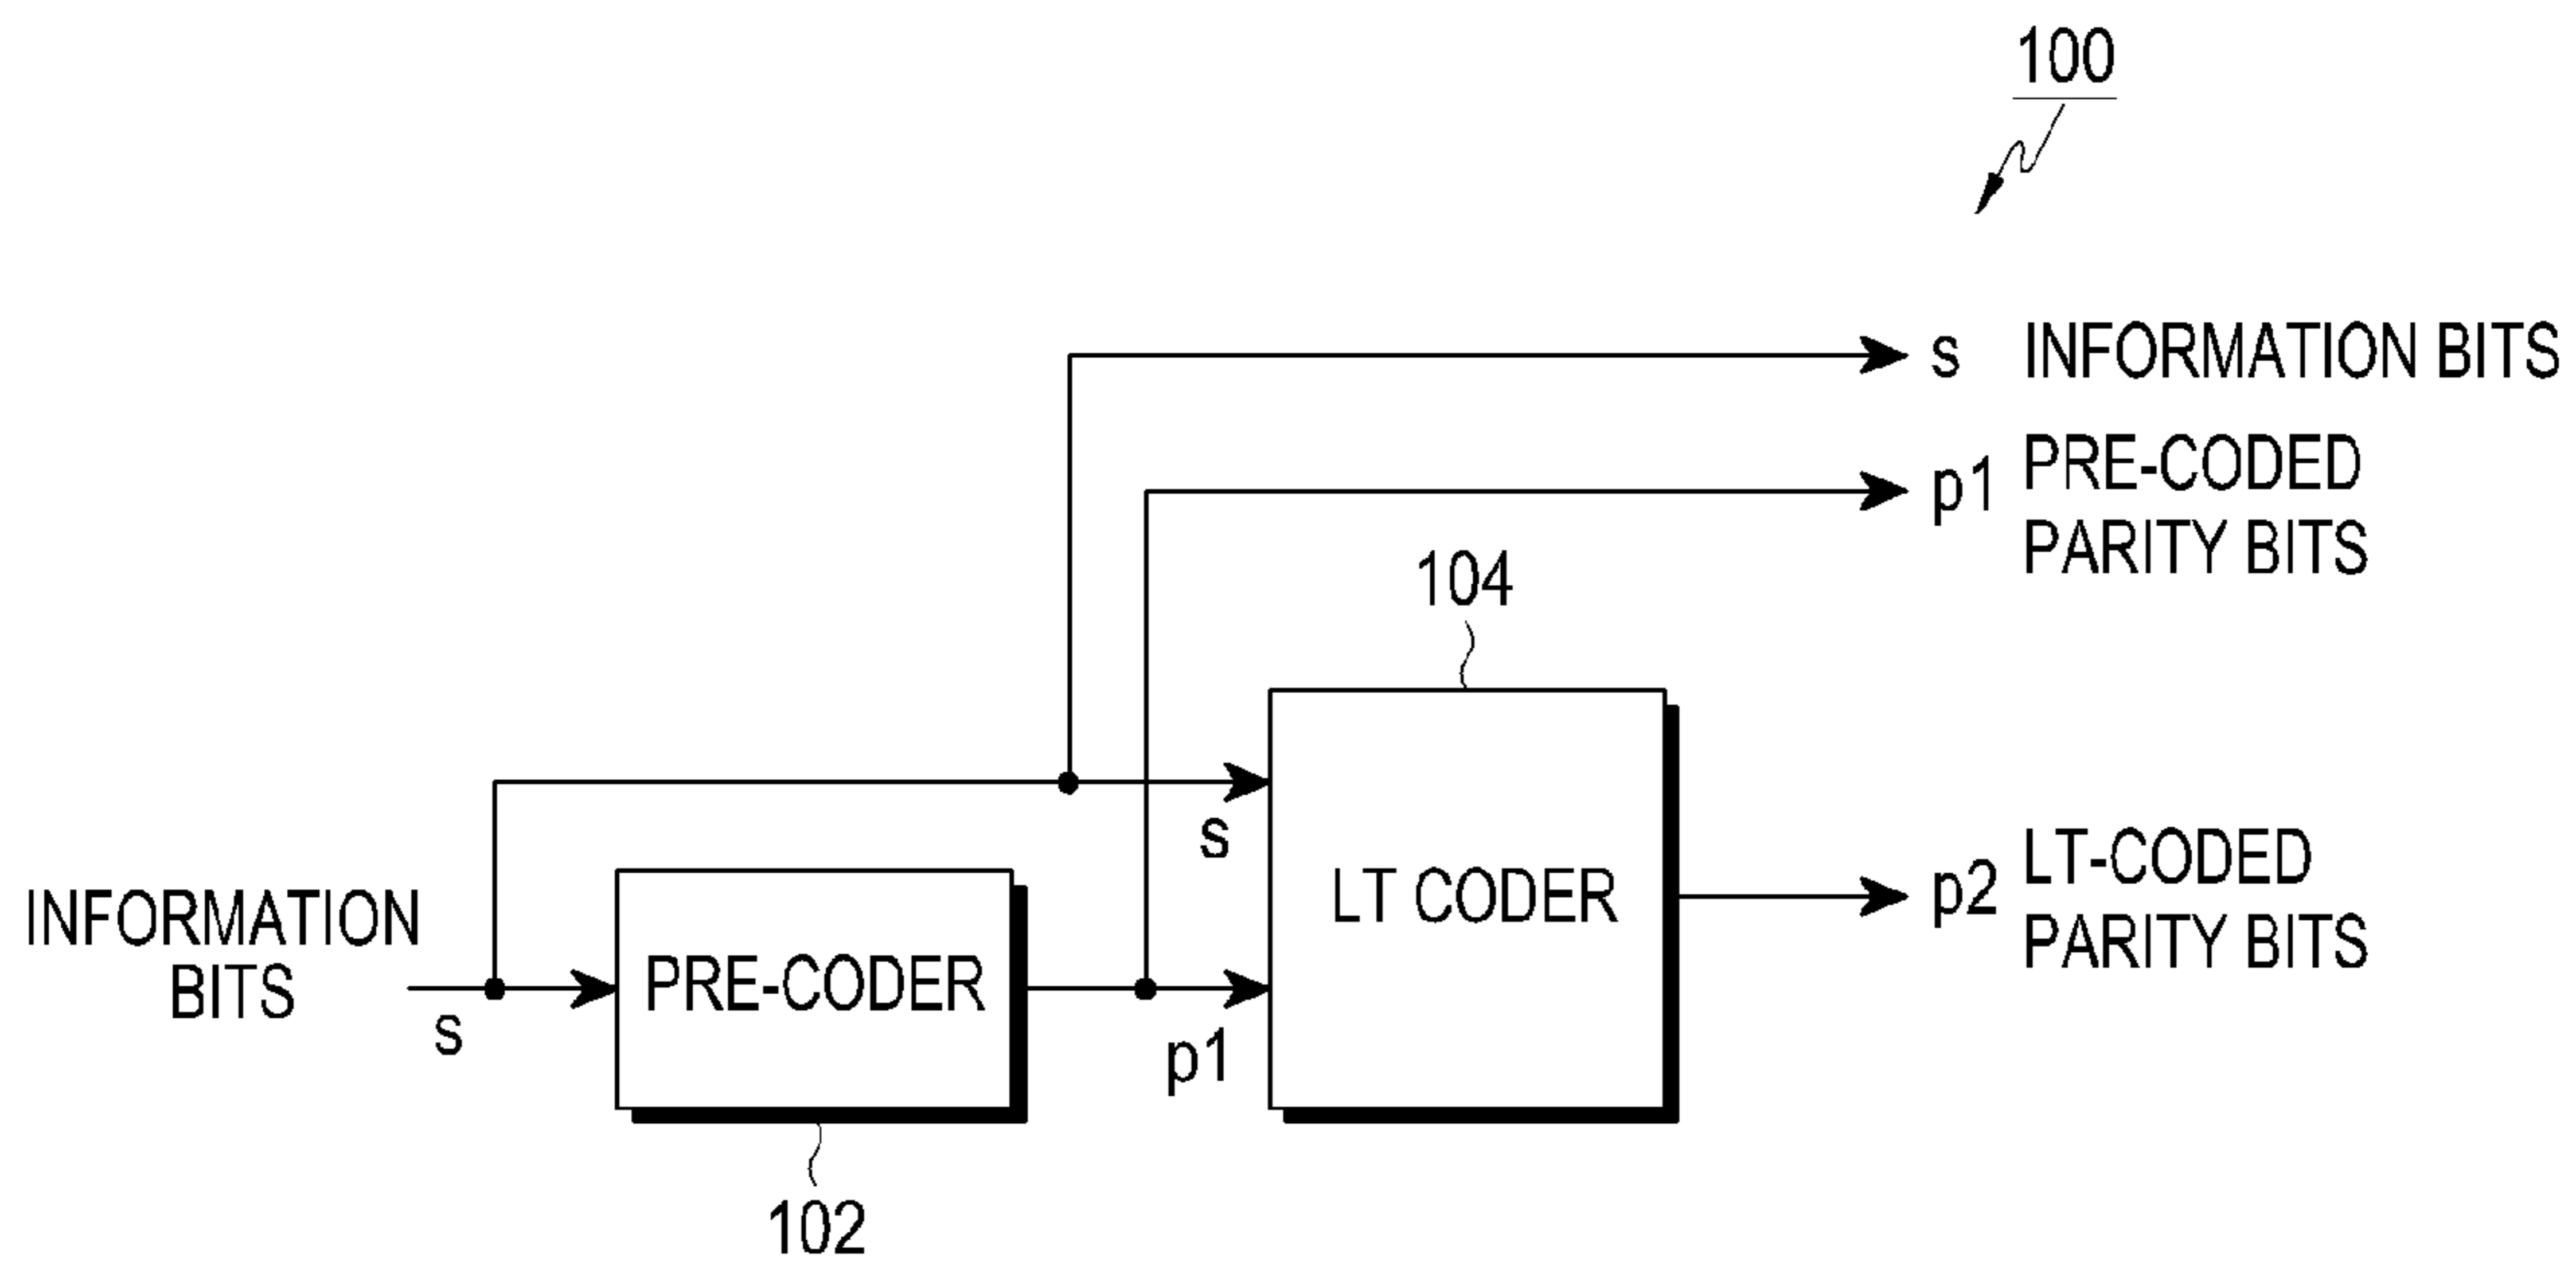 100
s INFORMATION BITS
p1 PRE-CODED
PARITY BITS
104
s
LT CODER
p2 LT-CODED
PARITY BITS
INFORMATION
BITS
s
PRE-CODER
p1
102